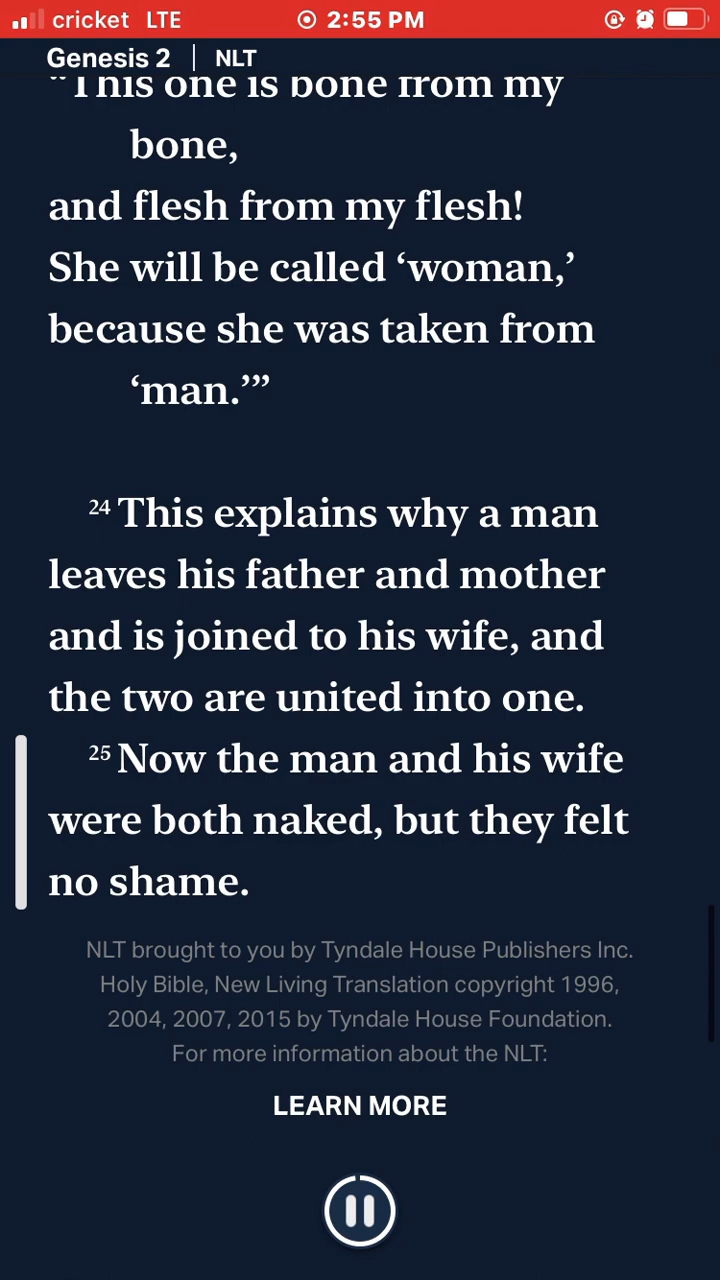 cricket LTE 2:55 PM
Genesis 2 | NLT
“This one is bone from my
bone,
and flesh from my flesh!
She will be called ‘woman,’
because she was taken from
‘man.’”
24 This explains why a man
leaves his father and mother
and is joined to his wife, and
the two are united into one.
25 Now the man and his wife
were both naked, but they felt
no shame.
NLT brought to you by Tyndale House Publishers Inc.
Holy Bible, New Living Translation copyright 1996,
2004, 2007, 2015 by Tyndale House Foundation.
For more information about the NLT:
LEARN MORE